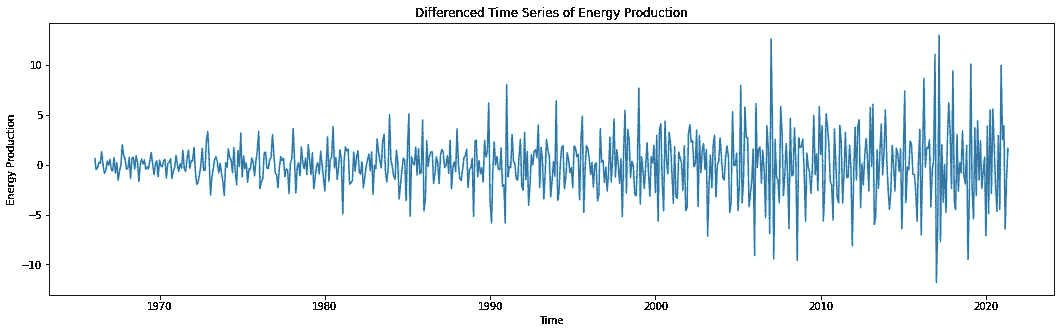 Differenced Time Series of Energy Production
Energy Production
10
5
0
−5
−10
1970 1980 1990 2000 2010 2020
Time